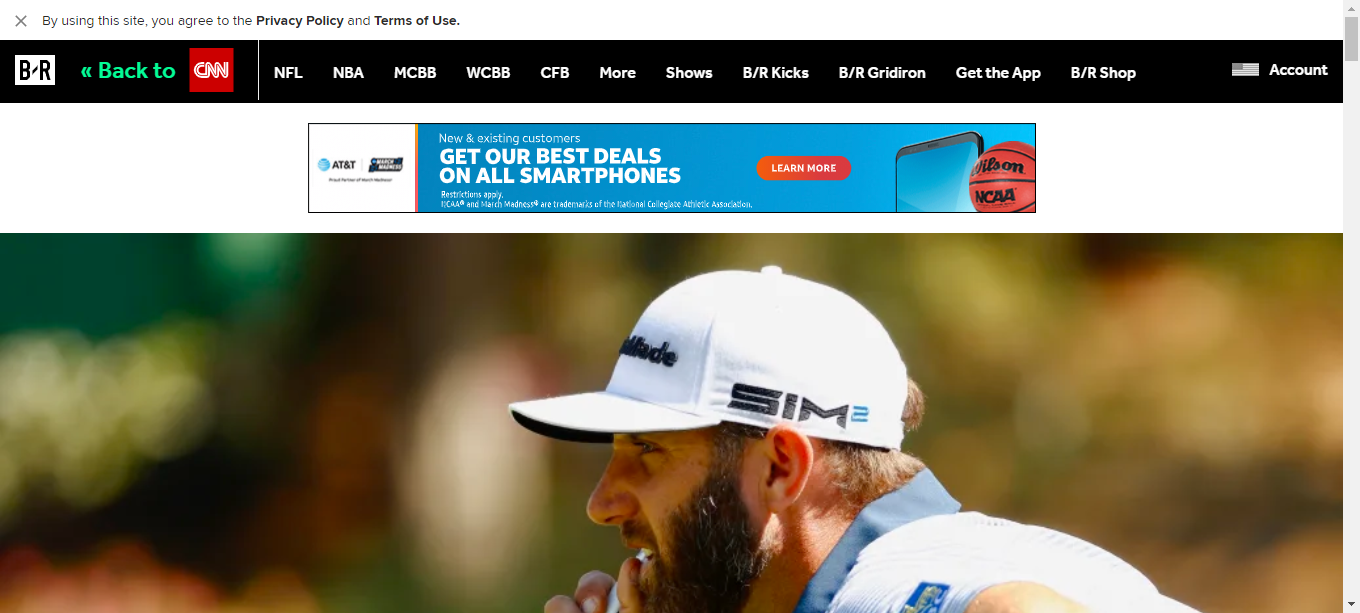 By using this site, you agree to the Privacy Policy and Terms of Use.
B/R « Back to CNN NFL NBA MCBB WCBB CFB More Shows B/R Kicks B/R Gridiron Get the App B/R Shop Account
New & existing customers
GET OUR BEST DEALS
ON ALL SMARTPHONES
Restrictions apply.
NCAA® and March Madness® are trademarks of the National Collegiate Athletic Association.
AT&T MARCH MADNESS
Proud Partner of March Madness®
LEARN MORE
Wilson
NCAA
SIM2